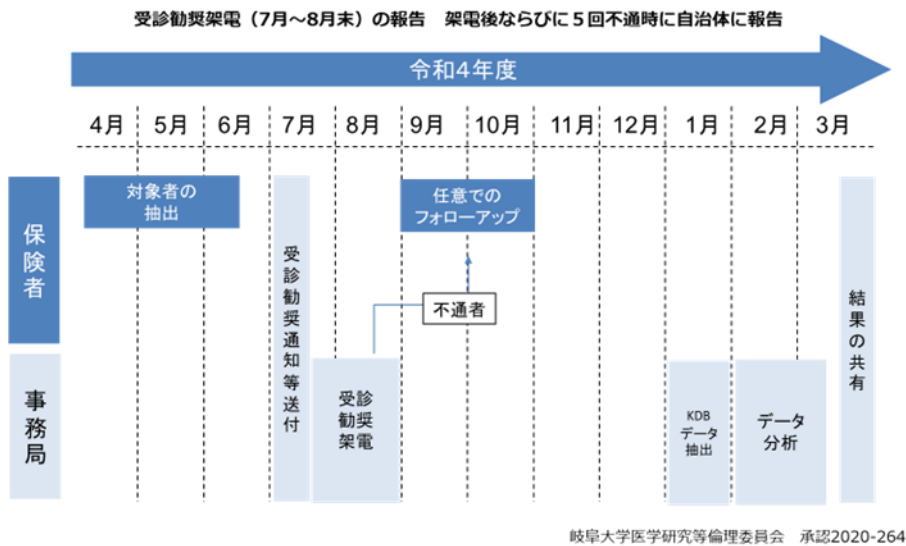 受診勧奨架電（7月～8月末）の報告　架電後ならびに５回不通時に自治体に報告
令和４年度
4月
5月
6月
7月
8月
9月
10月
11月
12月
1月
2月
3月
保険者
対象者の
抽出
受診勧奨通知等送付
任意での
フォローアップ
不通者
結果の共有
事務局
受診
勧奨
架電
KDB
データ
抽出
データ
分析
岐阜大学医学研究等倫理委員会　承認2020-264